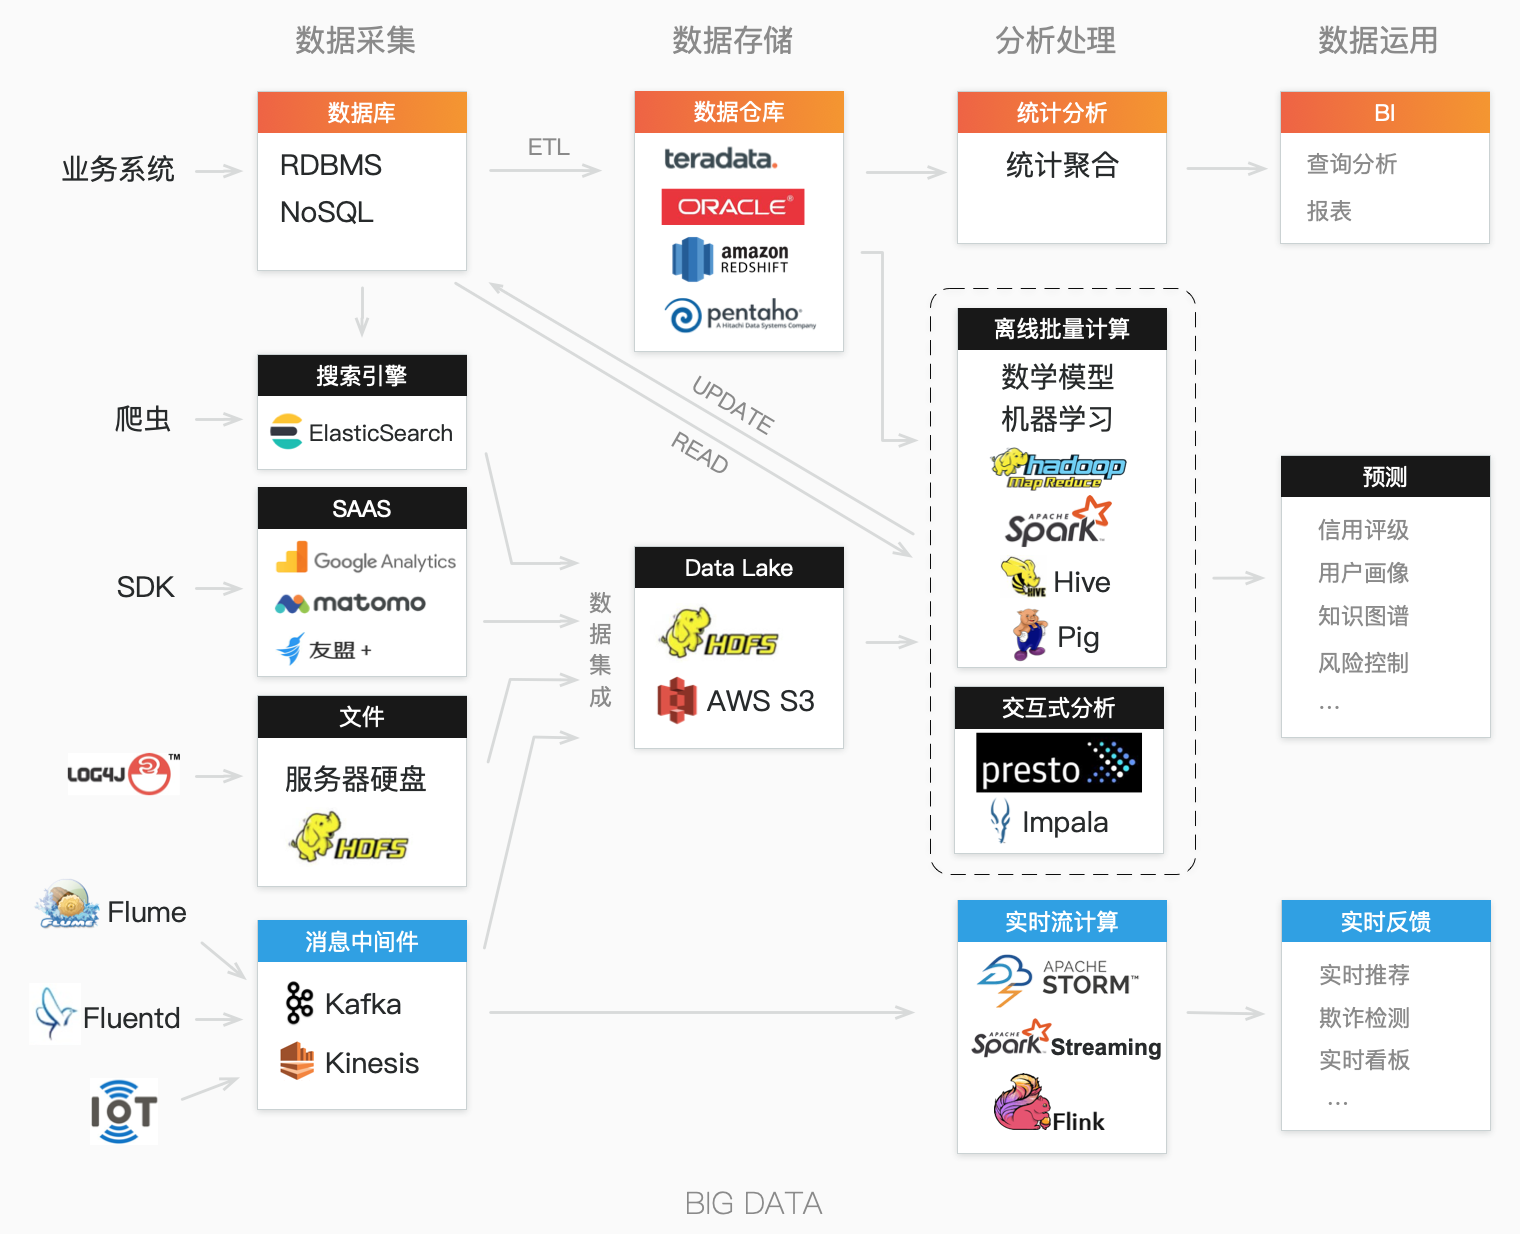 数据采集
数据存储
分析处理
数据运用
业务系统
数据库
RDBMS
NoSQL
ETL
数据仓库
teradata.
ORACLE®
amazon
REDSHIFT
pentaho
A Hitachi Data Systems Company
统计分析
统计聚合
BI
查询分析
报表
爬虫
搜索引擎
ElasticSearch
UPDATE
READ
离线批量计算
数学模型
机器学习
hadoop
Map Reduce
APACHE
Spark
HIVE
Hive
Pig
SDK
SAAS
Google Analytics
matomo
友盟+
数据集成
Data Lake
HDFS
AWS S3
预测
信用评级
用户画像
知识图谱
风险控制
...
LOG4J™
文件
服务器硬盘
HDFS
交互式分析
presto
Impala
FLUME
Flume
Fluentd
IOT
消息中间件
Kafka
Kinesis
实时流计算
APACHE
STORM™
APACHE
Spark Streaming
Flink
实时反馈
实时推荐
欺诈检测
实时看板
...
BIG DATA